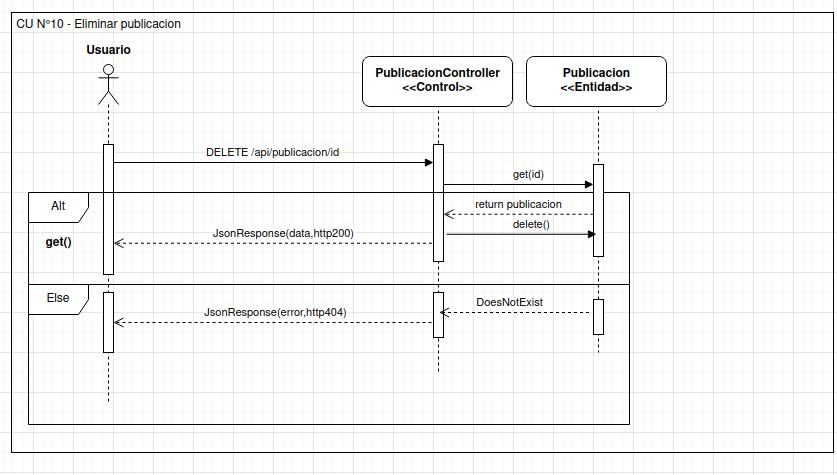 CU Nº10 - Eliminar publicacion
Usuario
PublicacionController
<<Control>>
Publicacion
<<Entidad>>
DELETE /api/publicacion/id
get(id)
Alt
return publicacion
delete()
get()
JsonResponse(data,http200)
Else
DoesNotExist
JsonResponse(error,http404)